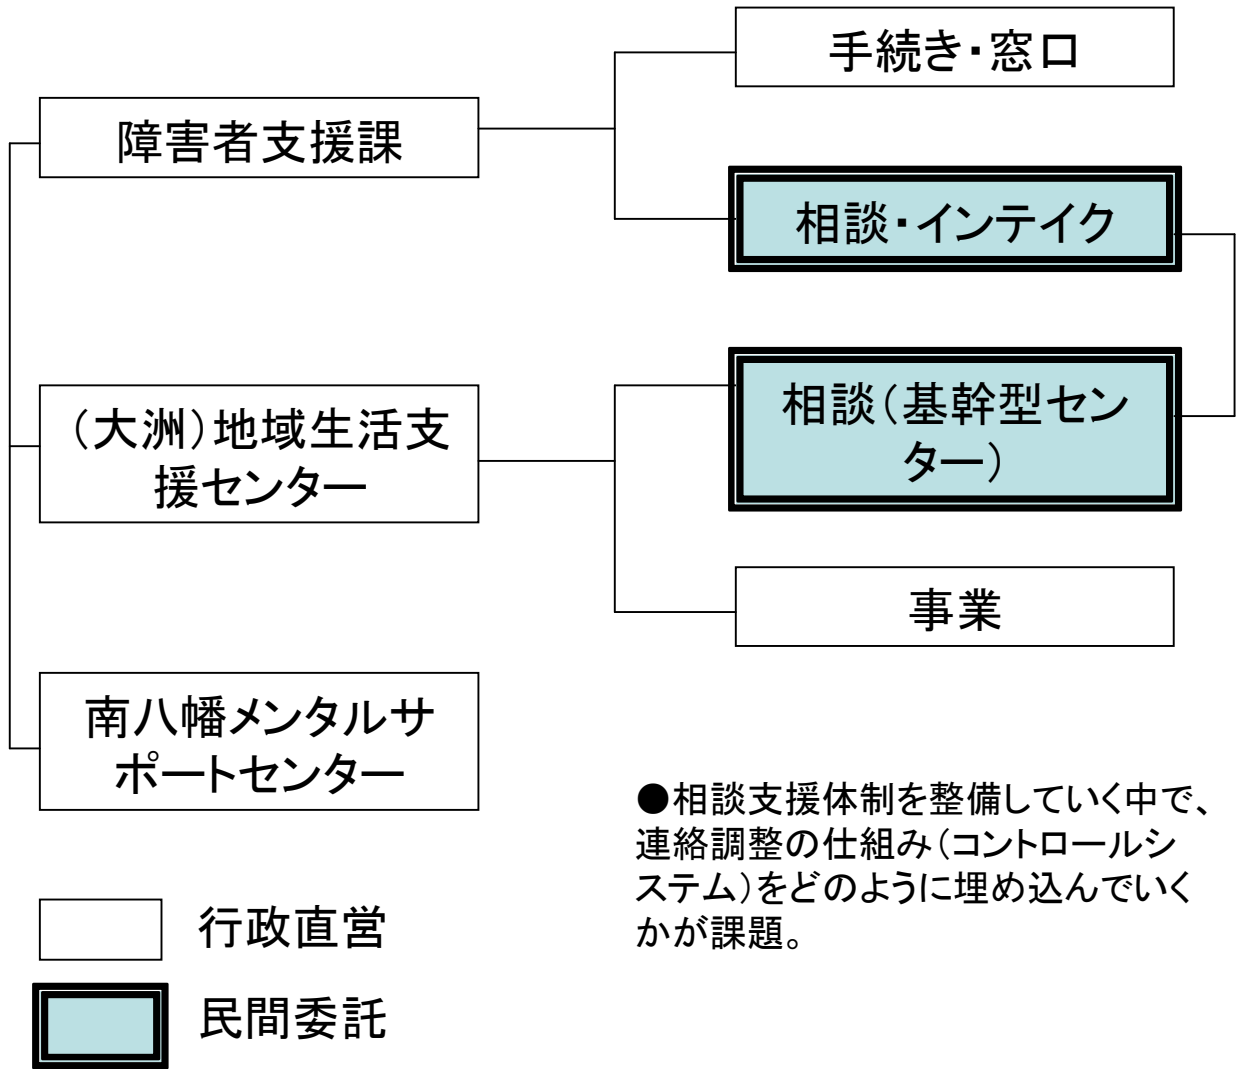 手続き・窓口
障害者支援課
相談・インテイク
相談（基幹型セン
ター）
（大洲）地域生活支
援センター
事業
南八幡メンタルサ
ポートセンター
●相談支援体制を整備していく中で、
連絡調整の仕組み（コントロールシ
ステム）をどのように埋め込んでいく
かが課題。
行政直営
民間委託